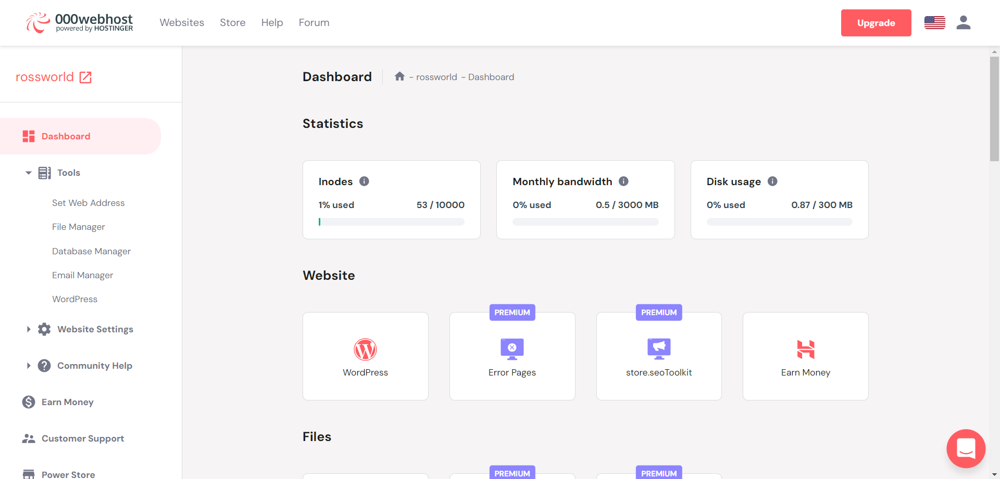 000webhost
powered by HOSTINGER
Websites
Store
Help
Forum
Upgrade
rossworld
Dashboard
Tools
Set Web Address
File Manager
Database Manager
Email Manager
WordPress
Website Settings
Community Help
Earn Money
Customer Support
Power Store
Dashboard
- rossworld - Dashboard
Statistics
Inodes
1% used 53 / 10000
Monthly bandwidth
0% used 0.5 / 3000 MB
Disk usage
0% used 0.87 / 300 MB
Website
WordPress
PREMIUM
Error Pages
PREMIUM
store.seoToolkit
Earn Money
Files
PREMIUM
PREMIUM